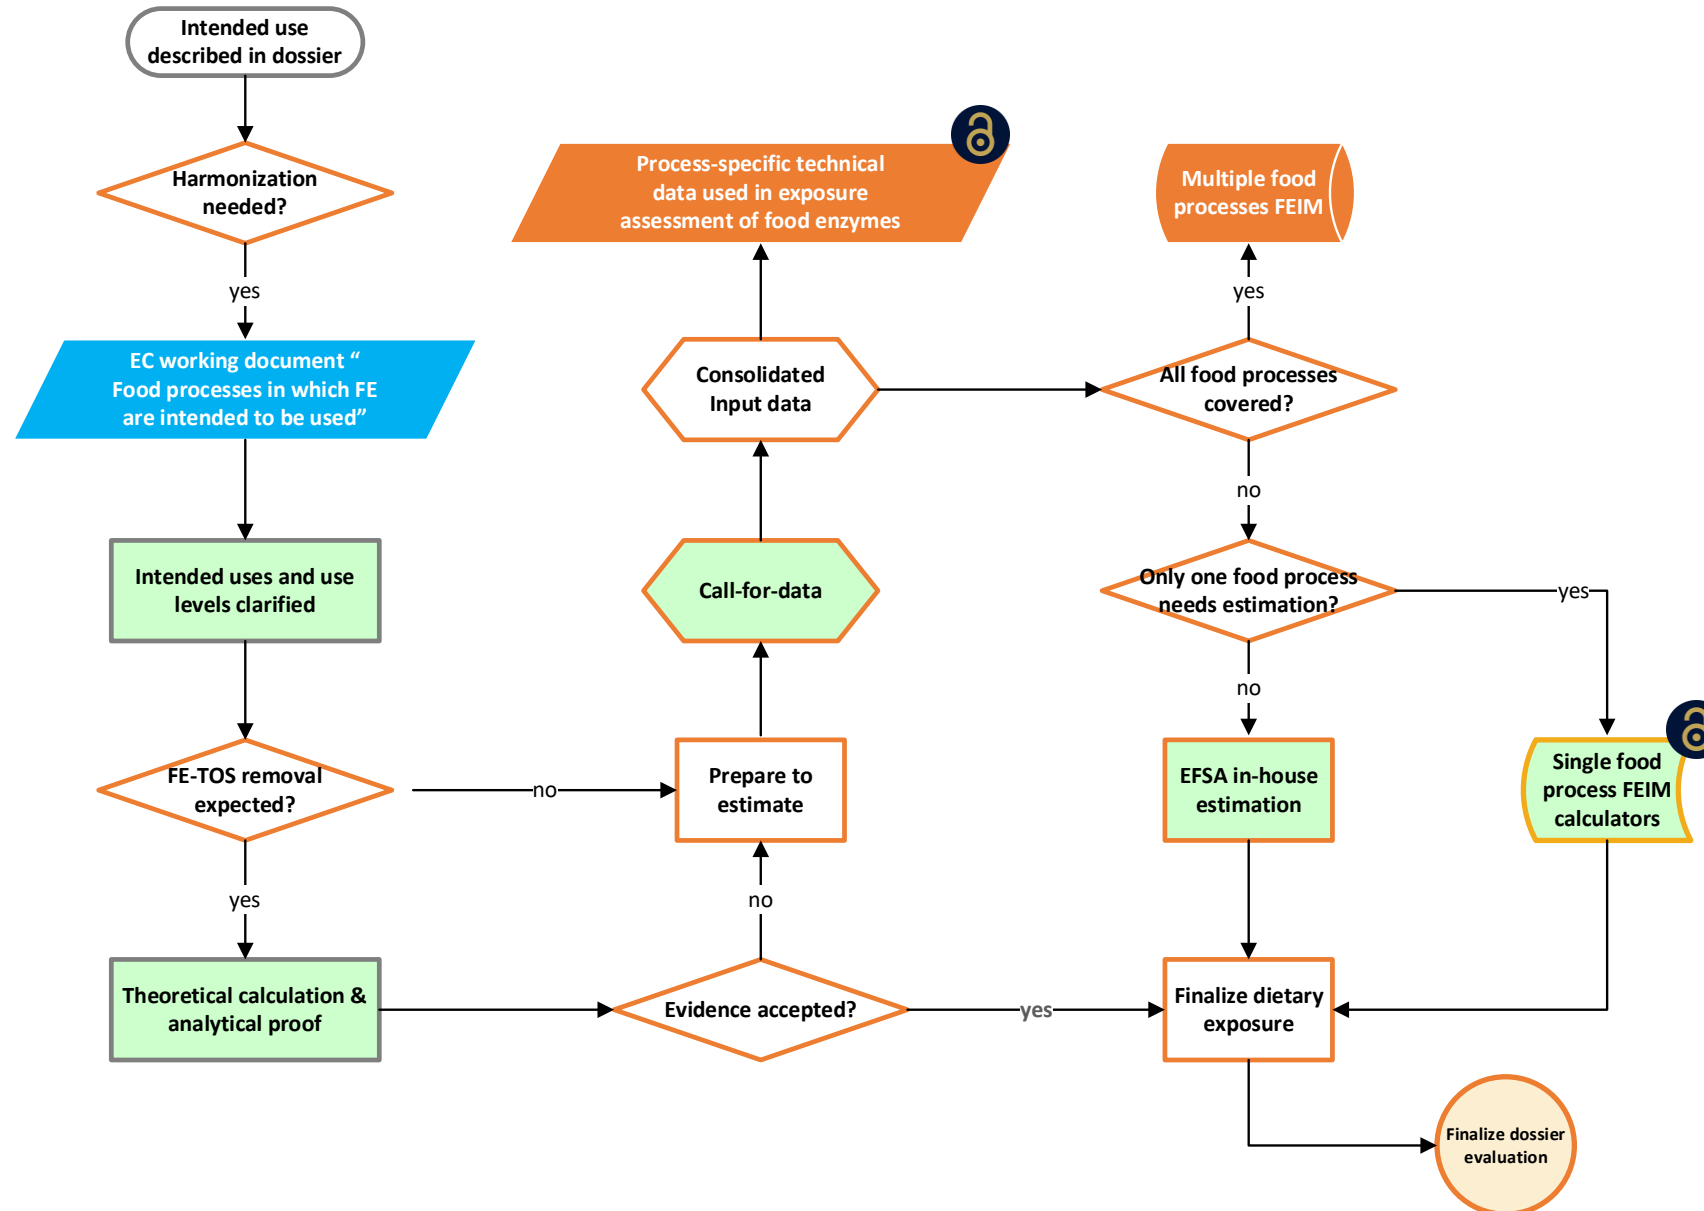 Intended use
described in dossier
Harmonization
needed?
yes
EC working document “
Food processes in which FE
are intended to be used”
Intended uses and use
levels clarified
FE-TOS removal
expected?
no
yes
Theoretical calculation &
analytical proof
Process-specific technical
data used in exposure
assessment of food enzymes
Consolidated
Input data
Call-for-data
Prepare to
estimate
no
Evidence accepted?
yes
Multiple food
processes FEIM
yes
All food processes
covered?
no
Only one food process
needs estimation?
yes
no
EFSA in-house
estimation
Single food
process FEIM
calculators
Finalize dietary
exposure
Finalize dossier
evaluation